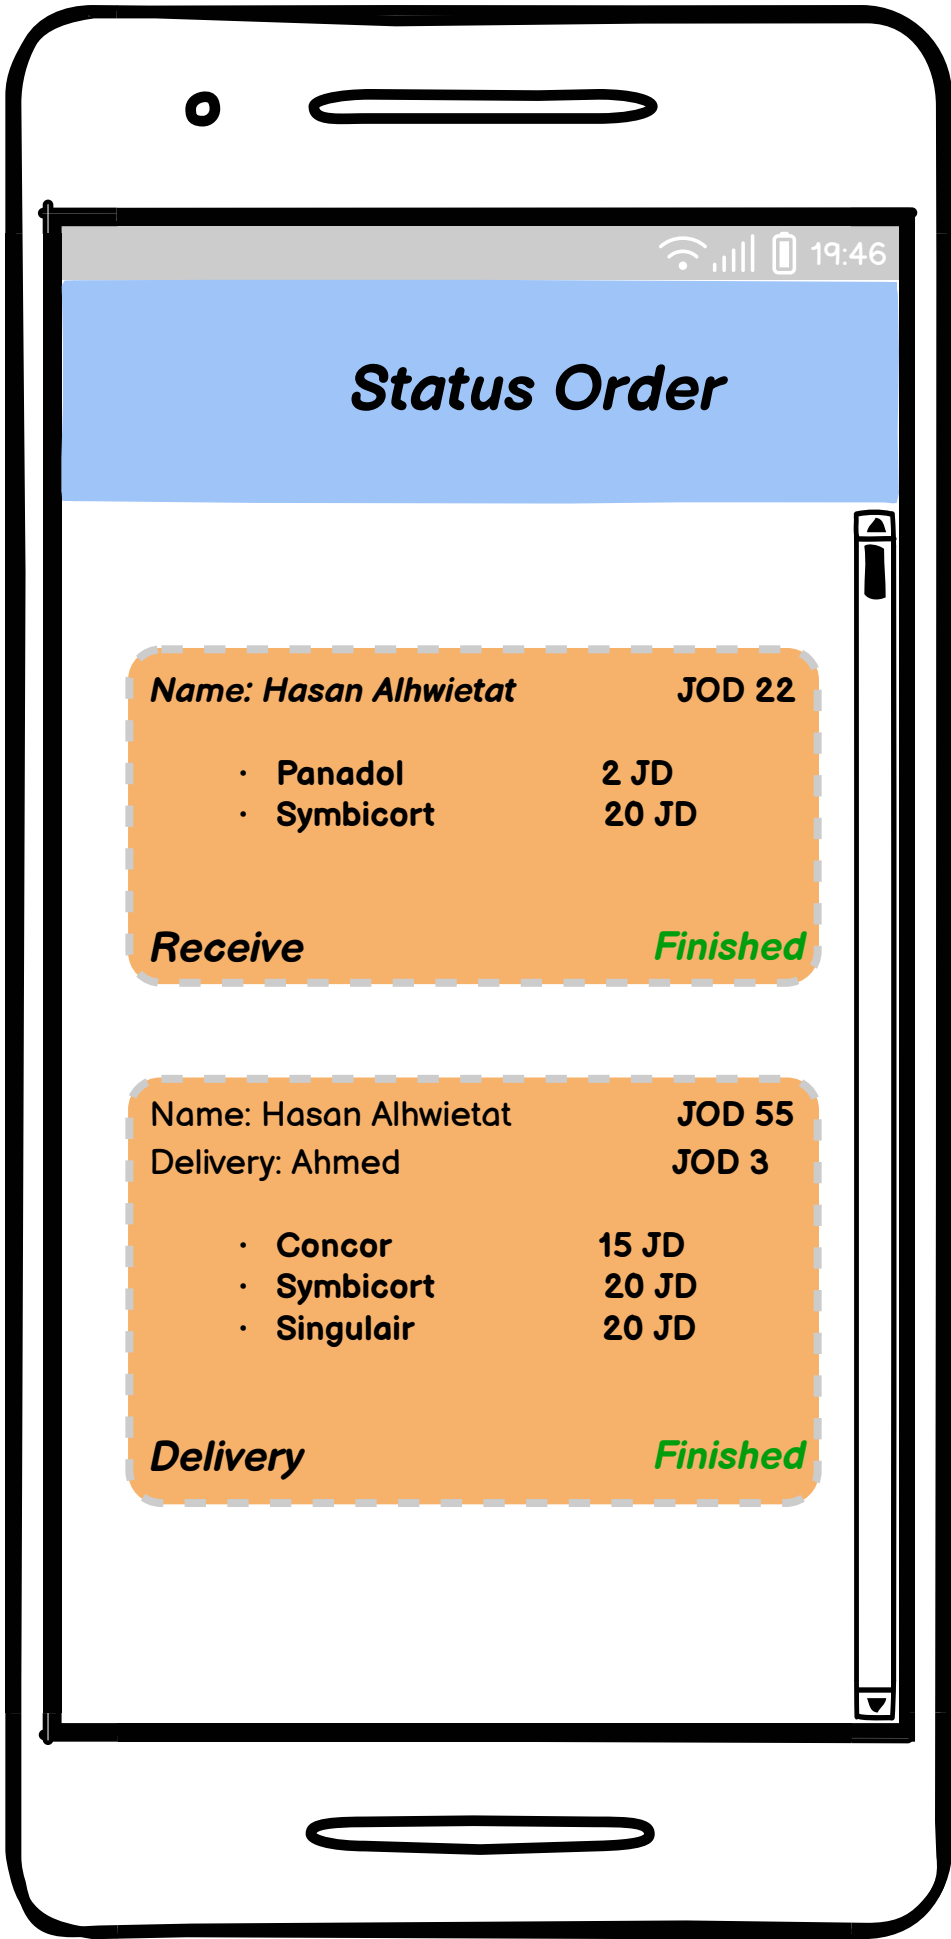 19:46
Status Order
Name: Hasan Alhwietat JOD 22
· Panadol 2 JD
· Symbicort 20 JD
Receive Finished
Name: Hasan Alhwietat JOD 55
Delivery: Ahmed JOD 3
· Concor 15 JD
· Symbicort 20 JD
· Singulair 20 JD
Delivery Finished